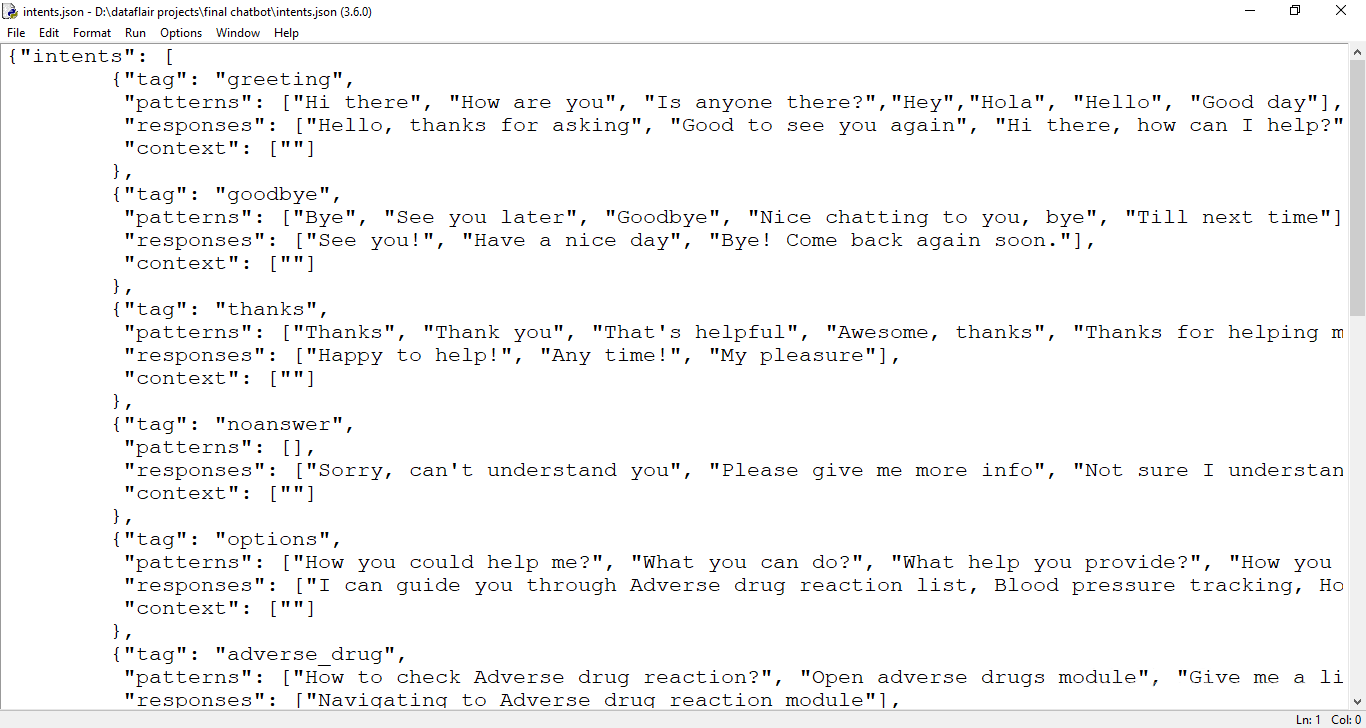 intents.json - D:\dataflair projects\final chatbot\intents.json (3.6.0)
File Edit Format Run Options Window Help
{"intents": [
        {"tag": "greeting",
         "patterns": ["Hi there", "How are you", "Is anyone there?","Hey","Hola", "Hello", "Good day"],
         "responses": ["Hello, thanks for asking", "Good to see you again", "Hi there, how can I help?"
         "context": [""]
        },
        {"tag": "goodbye",
         "patterns": ["Bye", "See you later", "Goodbye", "Nice chatting to you, bye", "Till next time"]
         "responses": ["See you!", "Have a nice day", "Bye! Come back again soon."],
         "context": [""]
        },
        {"tag": "thanks",
         "patterns": ["Thanks", "Thank you", "That's helpful", "Awesome, thanks", "Thanks for helping m
         "responses": ["Happy to help!", "Any time!", "My pleasure"],
         "context": [""]
        },
        {"tag": "noanswer",
         "patterns": [],
         "responses": ["Sorry, can't understand you", "Please give me more info", "Not sure I understan
         "context": [""]
        },
        {"tag": "options",
         "patterns": ["How you could help me?", "What you can do?", "What help you provide?", "How you
         "responses": ["I can guide you through Adverse drug reaction list, Blood pressure tracking, Ho
         "context": [""]
        },
        {"tag": "adverse_drug",
         "patterns": ["How to check Adverse drug reaction?", "Open adverse drugs module", "Give me a li
         "responses": ["Navigating to Adverse drug reaction module"],
Ln: 1 Col: 0